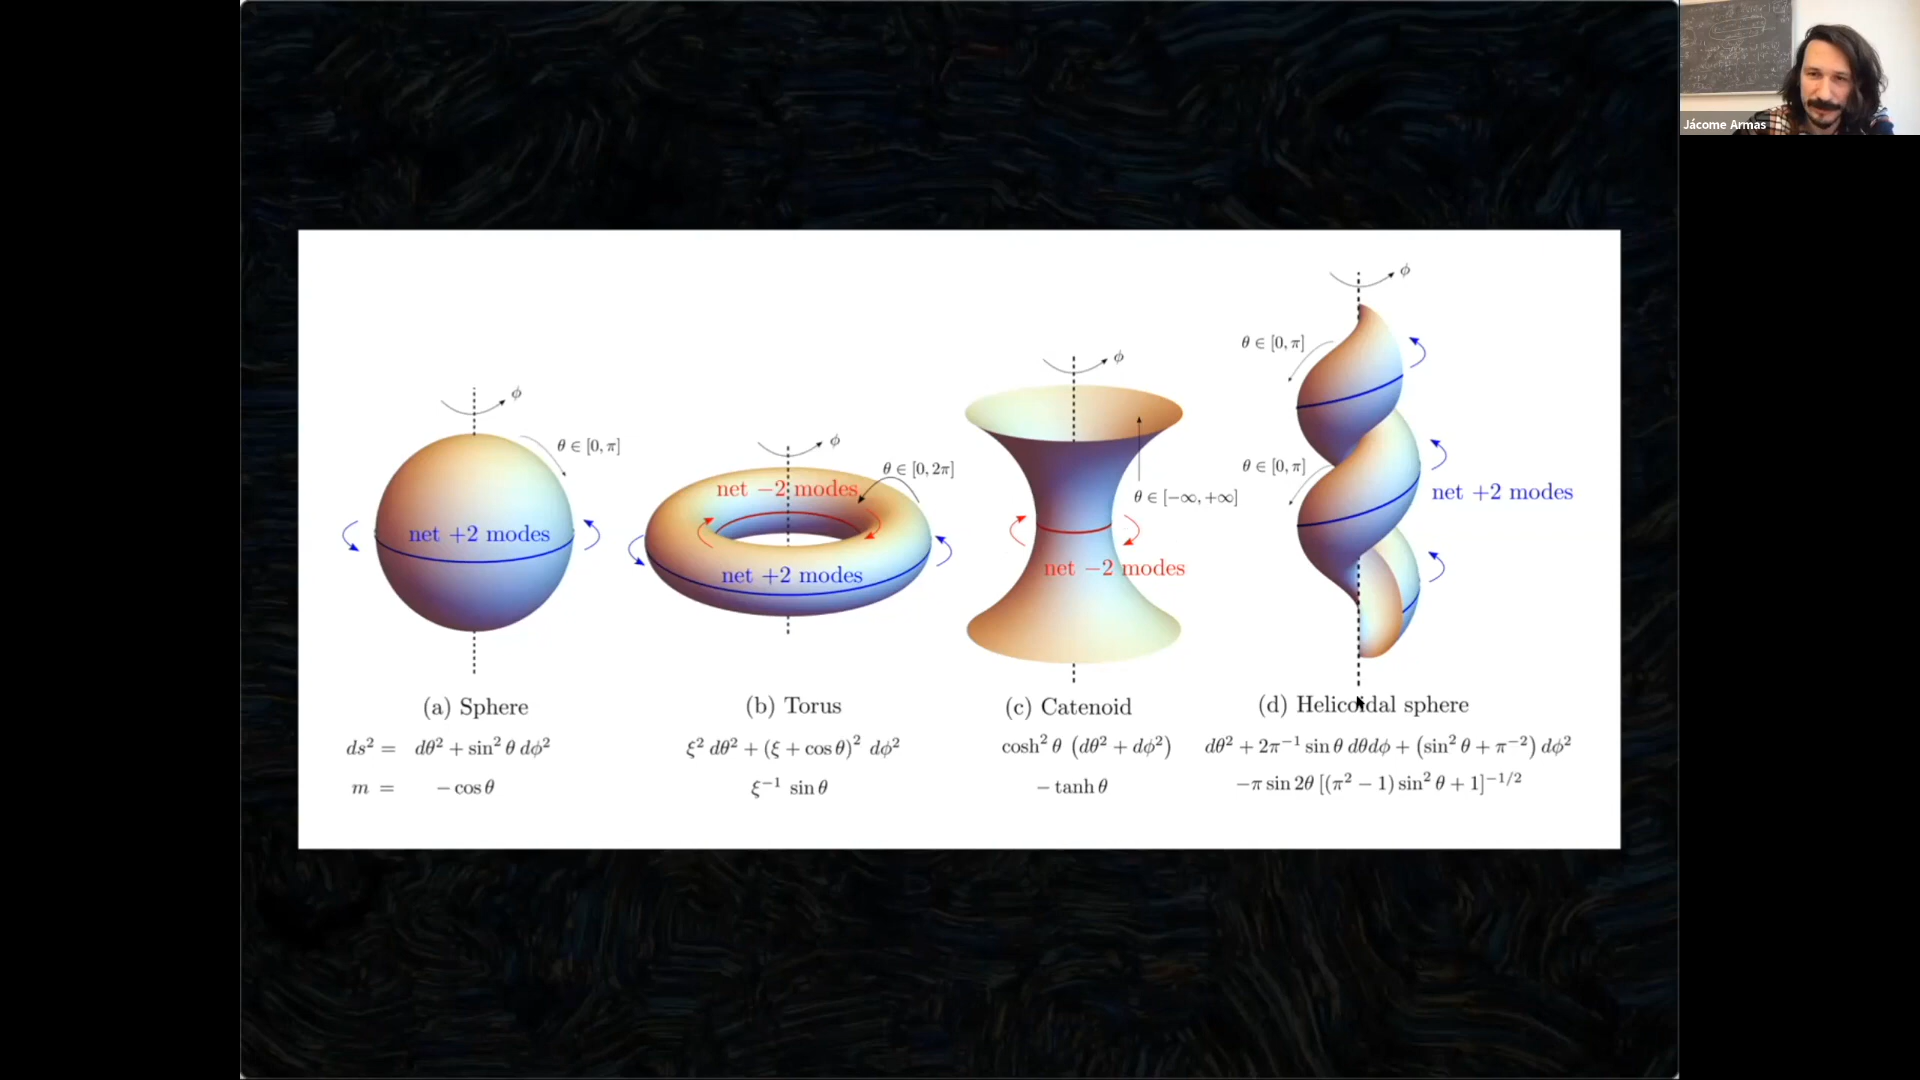 Jácome Armas
ϕ
θ ∈ [0, π]
net +2 modes
(a) Sphere
ds² = dθ² + sin² θ dϕ²
m = − cos θ
ϕ
θ ∈ [0, 2π]
net −2 modes
net +2 modes
(b) Torus
ξ² dθ² + (ξ + cos θ)² dϕ²
ξ⁻¹ sin θ
ϕ
θ ∈ [−∞, +∞]
net −2 modes
(c) Catenoid
cosh² θ (dθ² + dϕ²)
− tanh θ
ϕ
θ ∈ [0, π]
θ ∈ [0, π]
net +2 modes
(d) Helicoidal sphere
dθ² + 2π⁻¹ sin θ dθdϕ + (sin² θ + π⁻²) dϕ²
−π sin 2θ [(π² − 1) sin² θ + 1]⁻¹/²